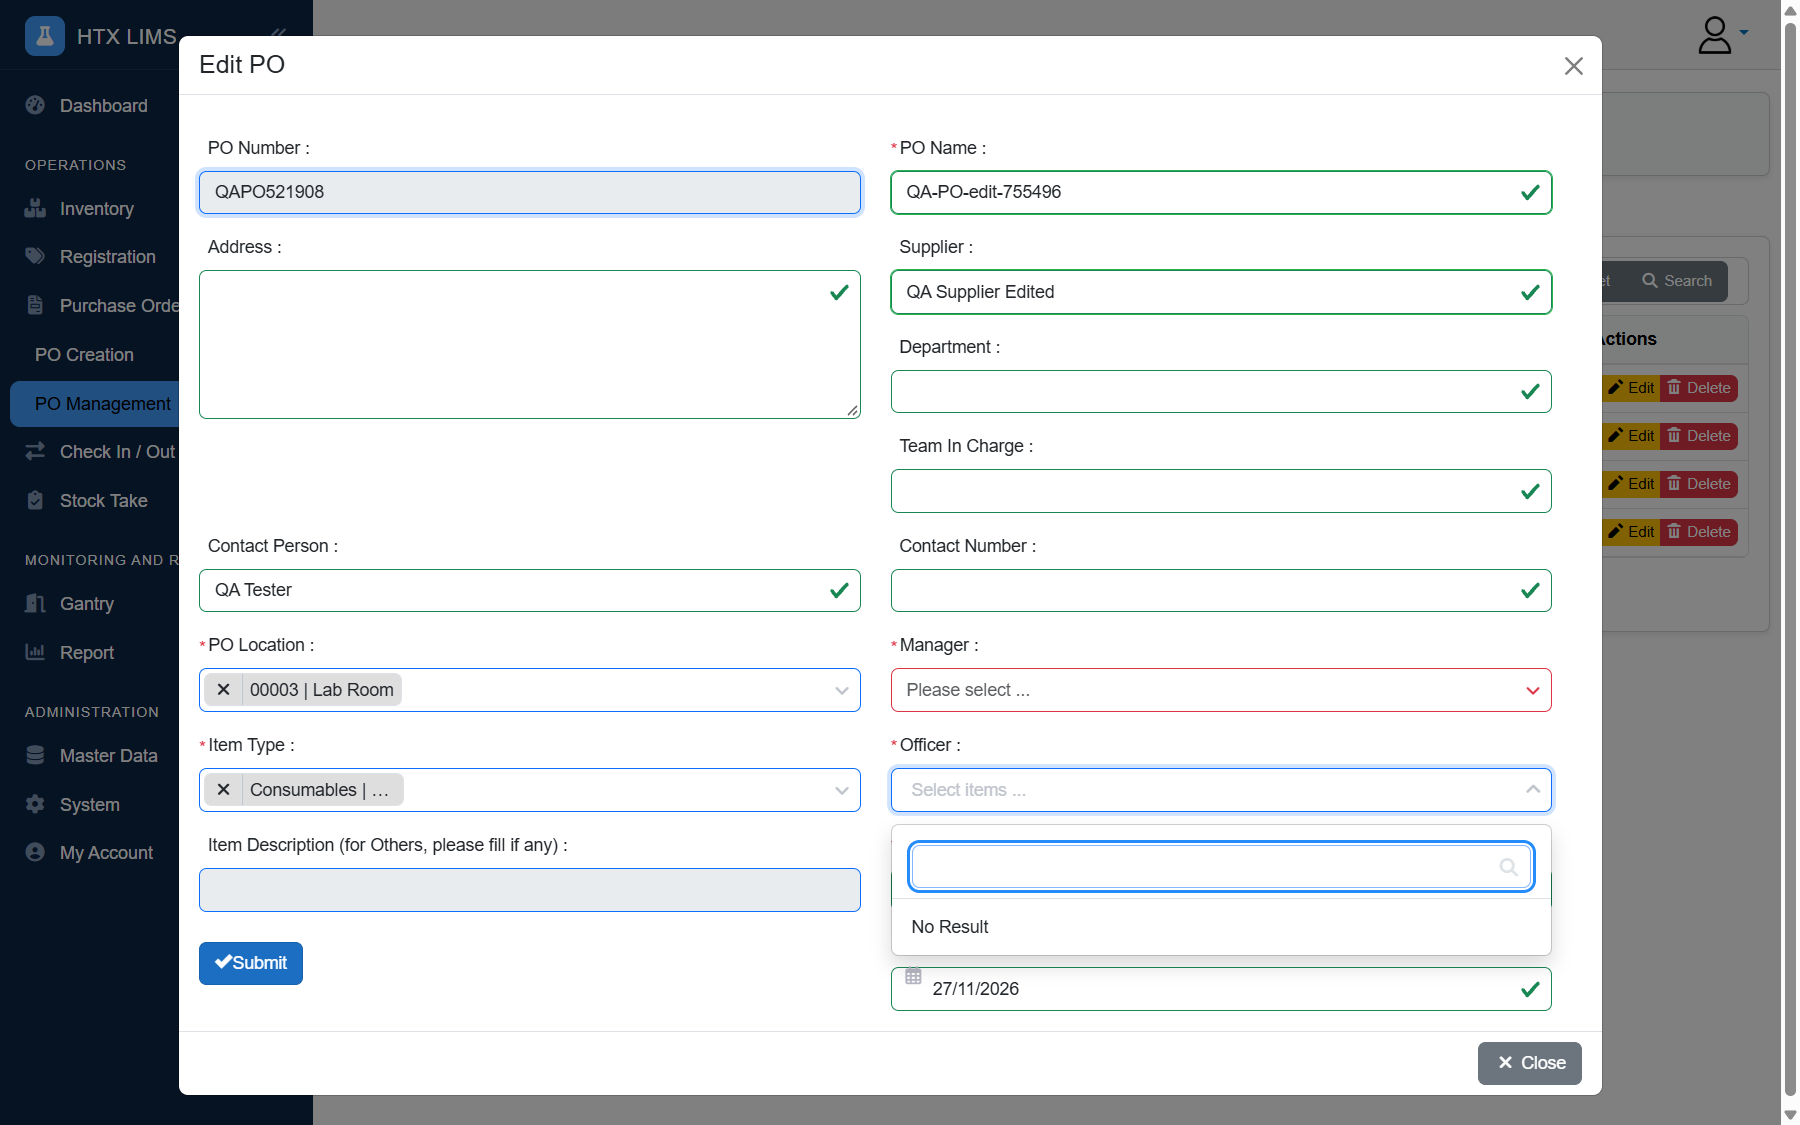 HTX LIMS
Dashboard
OPERATIONS
Inventory
Registration
Purchase Orde
PO Creation
PO Management
Check In / Out
Stock Take
MONITORING AND R
Gantry
Report
ADMINISTRATION
Master Data
System
My Account
Edit PO
PO Number :
QAPO521908
*PO Name :
QA-PO-edit-755496
Address :
Supplier :
QA Supplier Edited
Department :
Team In Charge :
Contact Person :
QA Tester
Contact Number :
*PO Location :
00003 | Lab Room
*Manager :
Please select ...
*Item Type :
Consumables | ...
*Officer :
Select items ...
Item Description (for Others, please fill if any) :
No Result
Submit
27/11/2026
Close
et
Search
Actions
Edit Delete
Edit Delete
Edit Delete
Edit Delete